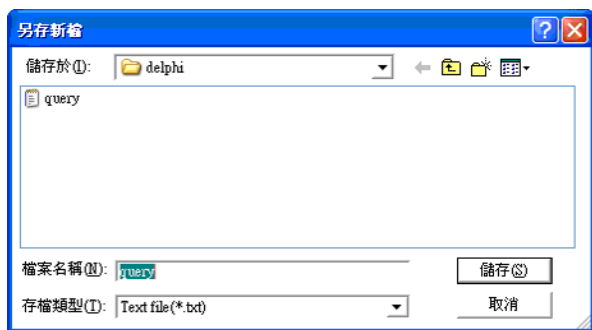 另存新檔
儲存於(I): delphi
query
檔案名稱(N): query 儲存(S)
存檔類型(T): Text file(*.txt) 取消